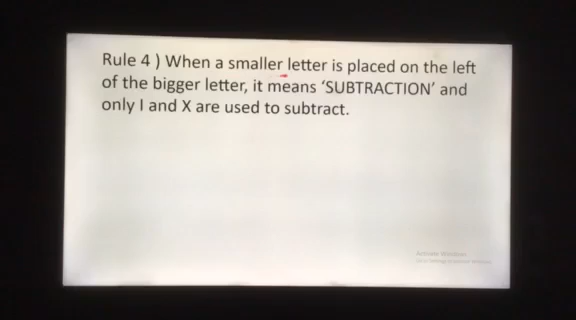 Rule 4 ) When a smaller letter is placed on the left
of the bigger letter, it means ‘SUBTRACTION’ and
only I and X are used to subtract.
Activate Windows